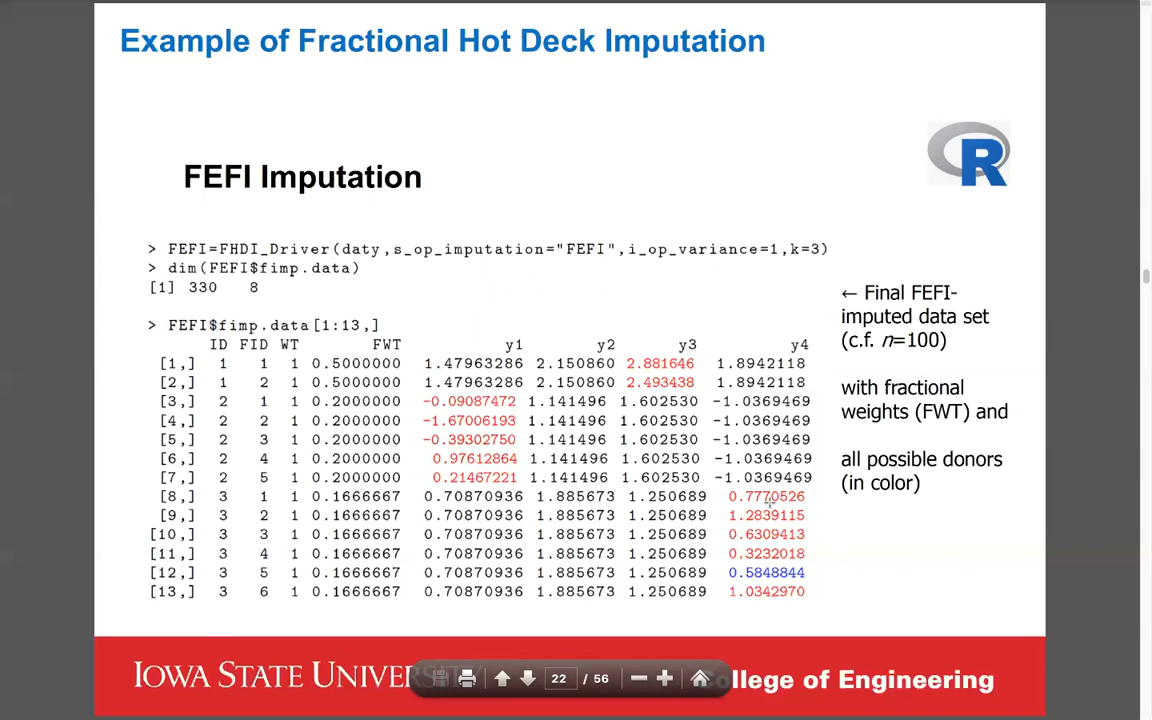 Example of Fractional Hot Deck Imputation
R
FEFI Imputation
> FEFI=FHDI_Driver(daty,s_op_imputation="FEFI",i_op_variance=1,k=3)
> dim(FEFI$fimp.data)
[1] 330 8
> FEFI$fimp.data[1:13,]
ID FID WT FWT y1 y2 y3 y4
[1,] 1 1 1 0.5000000 1.47963286 2.150860 2.881646 1.8942118
[2,] 1 2 1 0.5000000 1.47963286 2.150860 2.493438 1.8942118
[3,] 2 1 1 0.2000000 -0.09087472 1.141496 1.602530 -1.0369469
[4,] 2 2 1 0.2000000 -1.67006193 1.141496 1.602530 -1.0369469
[5,] 2 3 1 0.2000000 -0.39302750 1.141496 1.602530 -1.0369469
[6,] 2 4 1 0.2000000 0.97612864 1.141496 1.602530 -1.0369469
[7,] 2 5 1 0.2000000 0.21467221 1.141496 1.602530 -1.0369469
[8,] 3 1 1 0.1666667 0.70870936 1.885673 1.250689 0.7770526
[9,] 3 2 1 0.1666667 0.70870936 1.885673 1.250689 1.2839115
[10,] 3 3 1 0.1666667 0.70870936 1.885673 1.250689 0.6309413
[11,] 3 4 1 0.1666667 0.70870936 1.885673 1.250689 0.3232018
[12,] 3 5 1 0.1666667 0.70870936 1.885673 1.250689 0.5848844
[13,] 3 6 1 0.1666667 0.70870936 1.885673 1.250689 1.0342970
← Final FEFI-
imputed data set
(c.f. n=100)
with fractional
weights (FWT) and
all possible donors
(in color)
IOWA STATE UNIVERSITY
22 / 56
College of Engineering